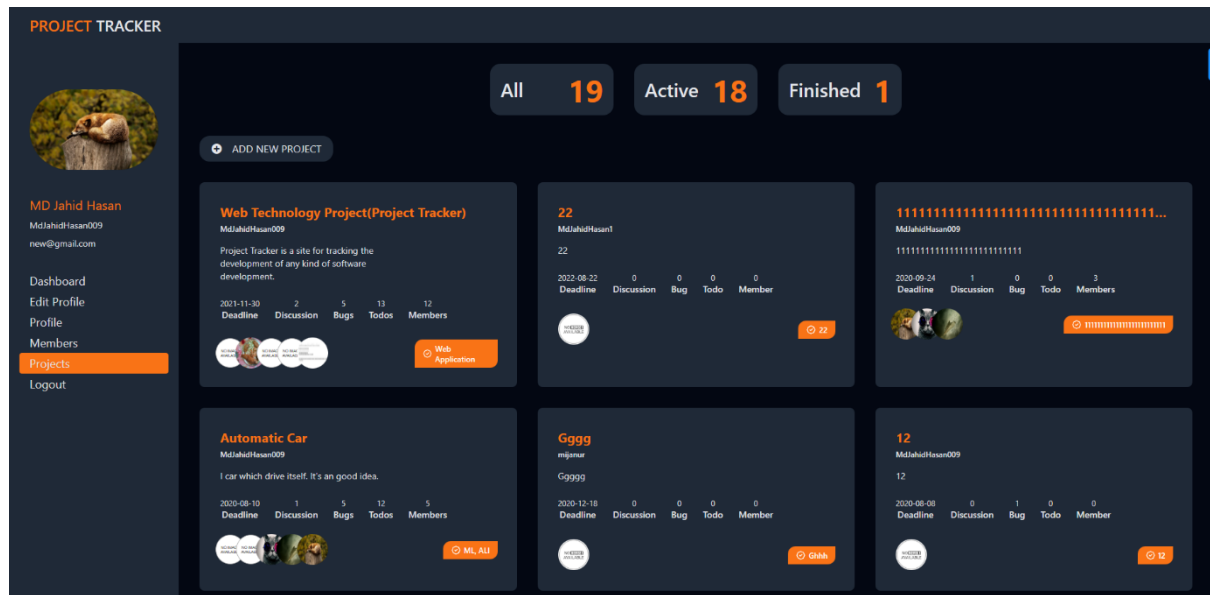 PROJECT TRACKER
All 19
Active 18
Finished 1
ADD NEW PROJECT
MD Jahid Hasan
MdJahidHasan009
new@gmail.com
Dashboard
Edit Profile
Profile
Members
Projects
Logout
Web Technology Project(Project Tracker)
MdJahidHasan009
Project Tracker is a site for tracking the
development of any kind of software
development.
2021-11-30 2 5 13 12
Deadline Discussion Bugs Todos Members
Web
Application
22
MdJahidHasan1
22
2022-08-22 0 0 0 0
Deadline Discussion Bug Todo Member
22
MdJahidHasan009
2020-09-24 1 0 0 3
Deadline Discussion Bug Todo Members
Automatic Car
MdJahidHasan009
I car which drive itself. It's an good idea.
2020-08-10 1 5 12 5
Deadline Discussion Bugs Todos Members
ML, ALI
Gggg
mijanur
Ggggg
2020-12-18 0 0 0 0
Deadline Discussion Bug Todo Member
Ghhh
12
MdJahidHasan009
12
2020-08-08 0 1 0 0
Deadline Discussion Bug Todo Member
12